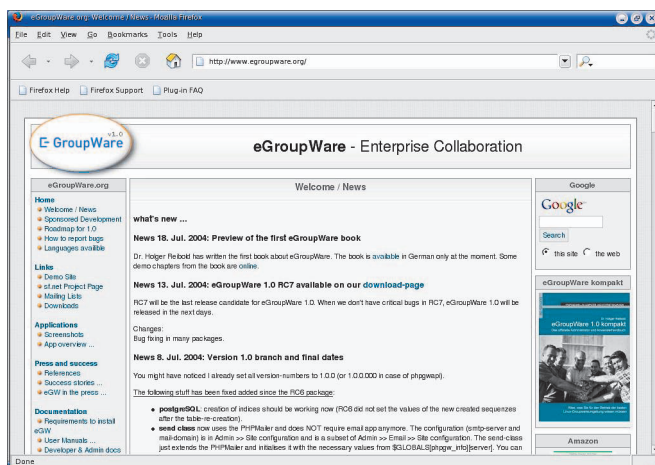 eGroupWare.org: Welcome / News - Mozilla Firefox
File Edit View Go Bookmarks Tools Help
http://www.egroupware.org/
Firefox Help Firefox Support Plug-in FAQ
v1.0
GroupWare
eGroupWare - Enterprise Collaboration
eGroupWare.org
Home
Welcome / News
Sponsored Development
Roadmap for 1.0
How to report bugs
Languages availible
Links
Demo Site
sf.net Project Page
Mailing Lists
Downloads
Applications
Screenshots
App overview ...
Press and success
References
Success stories ...
eGW in the press ...
Documentation
Requirements to install
eGW
User Manuals ...
Developer & Admin docs
Welcome / News
what's new ...
News 18. Jul. 2004: Preview of the first eGroupWare book
Dr. Holger Reibold has written the first book about eGroupWare. The book is available in German only at the moment. Some
demo chapters from the book are online.
News 13. Jul. 2004: eGroupWare 1.0 RC7 available on our download-page
RC7 will be the last release candidate for eGroupWare 1.0. When we don't have critical bugs in RC7, eGroupWare 1.0 will be
released in the next days.
Changes:
Bug fixing in many packages.
News 8. Jul. 2004: Version 1.0 branch and final dates
You might have noticed I already set all version-numbers to 1.0.0 (or 1.0.0.000 in case of phpgwapi).
The following stuff has been fixed added since the RC6 package:
postgreSQL: creation of indices should be working now (RC6 did not set the values of the new created sequences
after the table-re-creation).
send class now uses the PHPMailer and does NOT require email app anymore. The configuration (smtp-server and
mail-domain) is in Admin >> Site configuration and is a subset of Admin >> Email >> Site configuration. The send-class
just extends the PHPMailer and initialises it with the necessary values from $GLOBALS[phpgw_info][server]. You can
Google
Google
Search
this site the web
eGroupWare kompakt
eGroupWare 1.0 kompakt
Amazon
Done